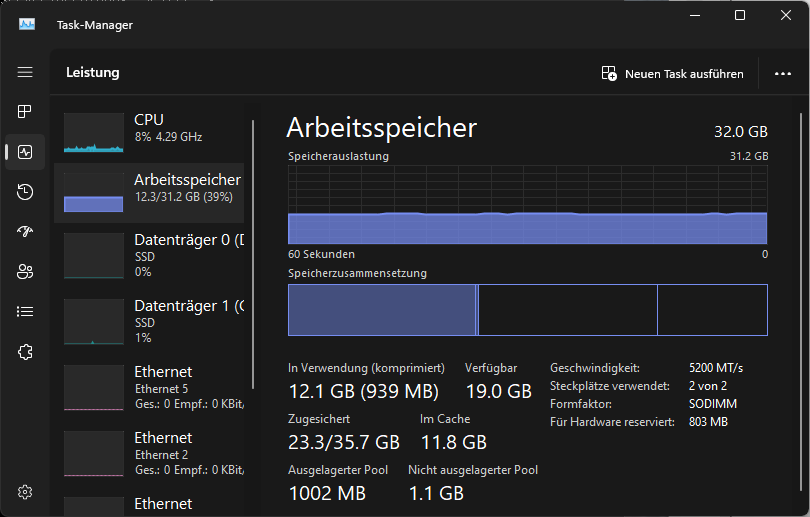 Task-Manager
Leistung
Neuen Task ausführen
CPU
8% 4.29 GHz
Arbeitsspeicher
12.3/31.2 GB (39%)
Datenträger 0 (D
SSD
0%
Datenträger 1 (C
SSD
1%
Ethernet
Ethernet 5
Ges.: 0 Empf.: 0 KBit/
Ethernet
Ethernet 2
Ges.: 0 Empf.: 0 KBit/
Ethernet
Arbeitsspeicher
32.0 GB
Speicherauslastung
31.2 GB
60 Sekunden
0
Speicherzusammensetzung
In Verwendung (komprimiert)
12.1 GB (939 MB)
Verfügbar
19.0 GB
Zugesichert
23.3/35.7 GB
Im Cache
11.8 GB
Ausgelagerter Pool
1002 MB
Nicht ausgelagerter Pool
1.1 GB
Geschwindigkeit: 5200 MT/s
Steckplätze verwendet: 2 von 2
Formfaktor: SODIMM
Für Hardware reserviert: 803 MB